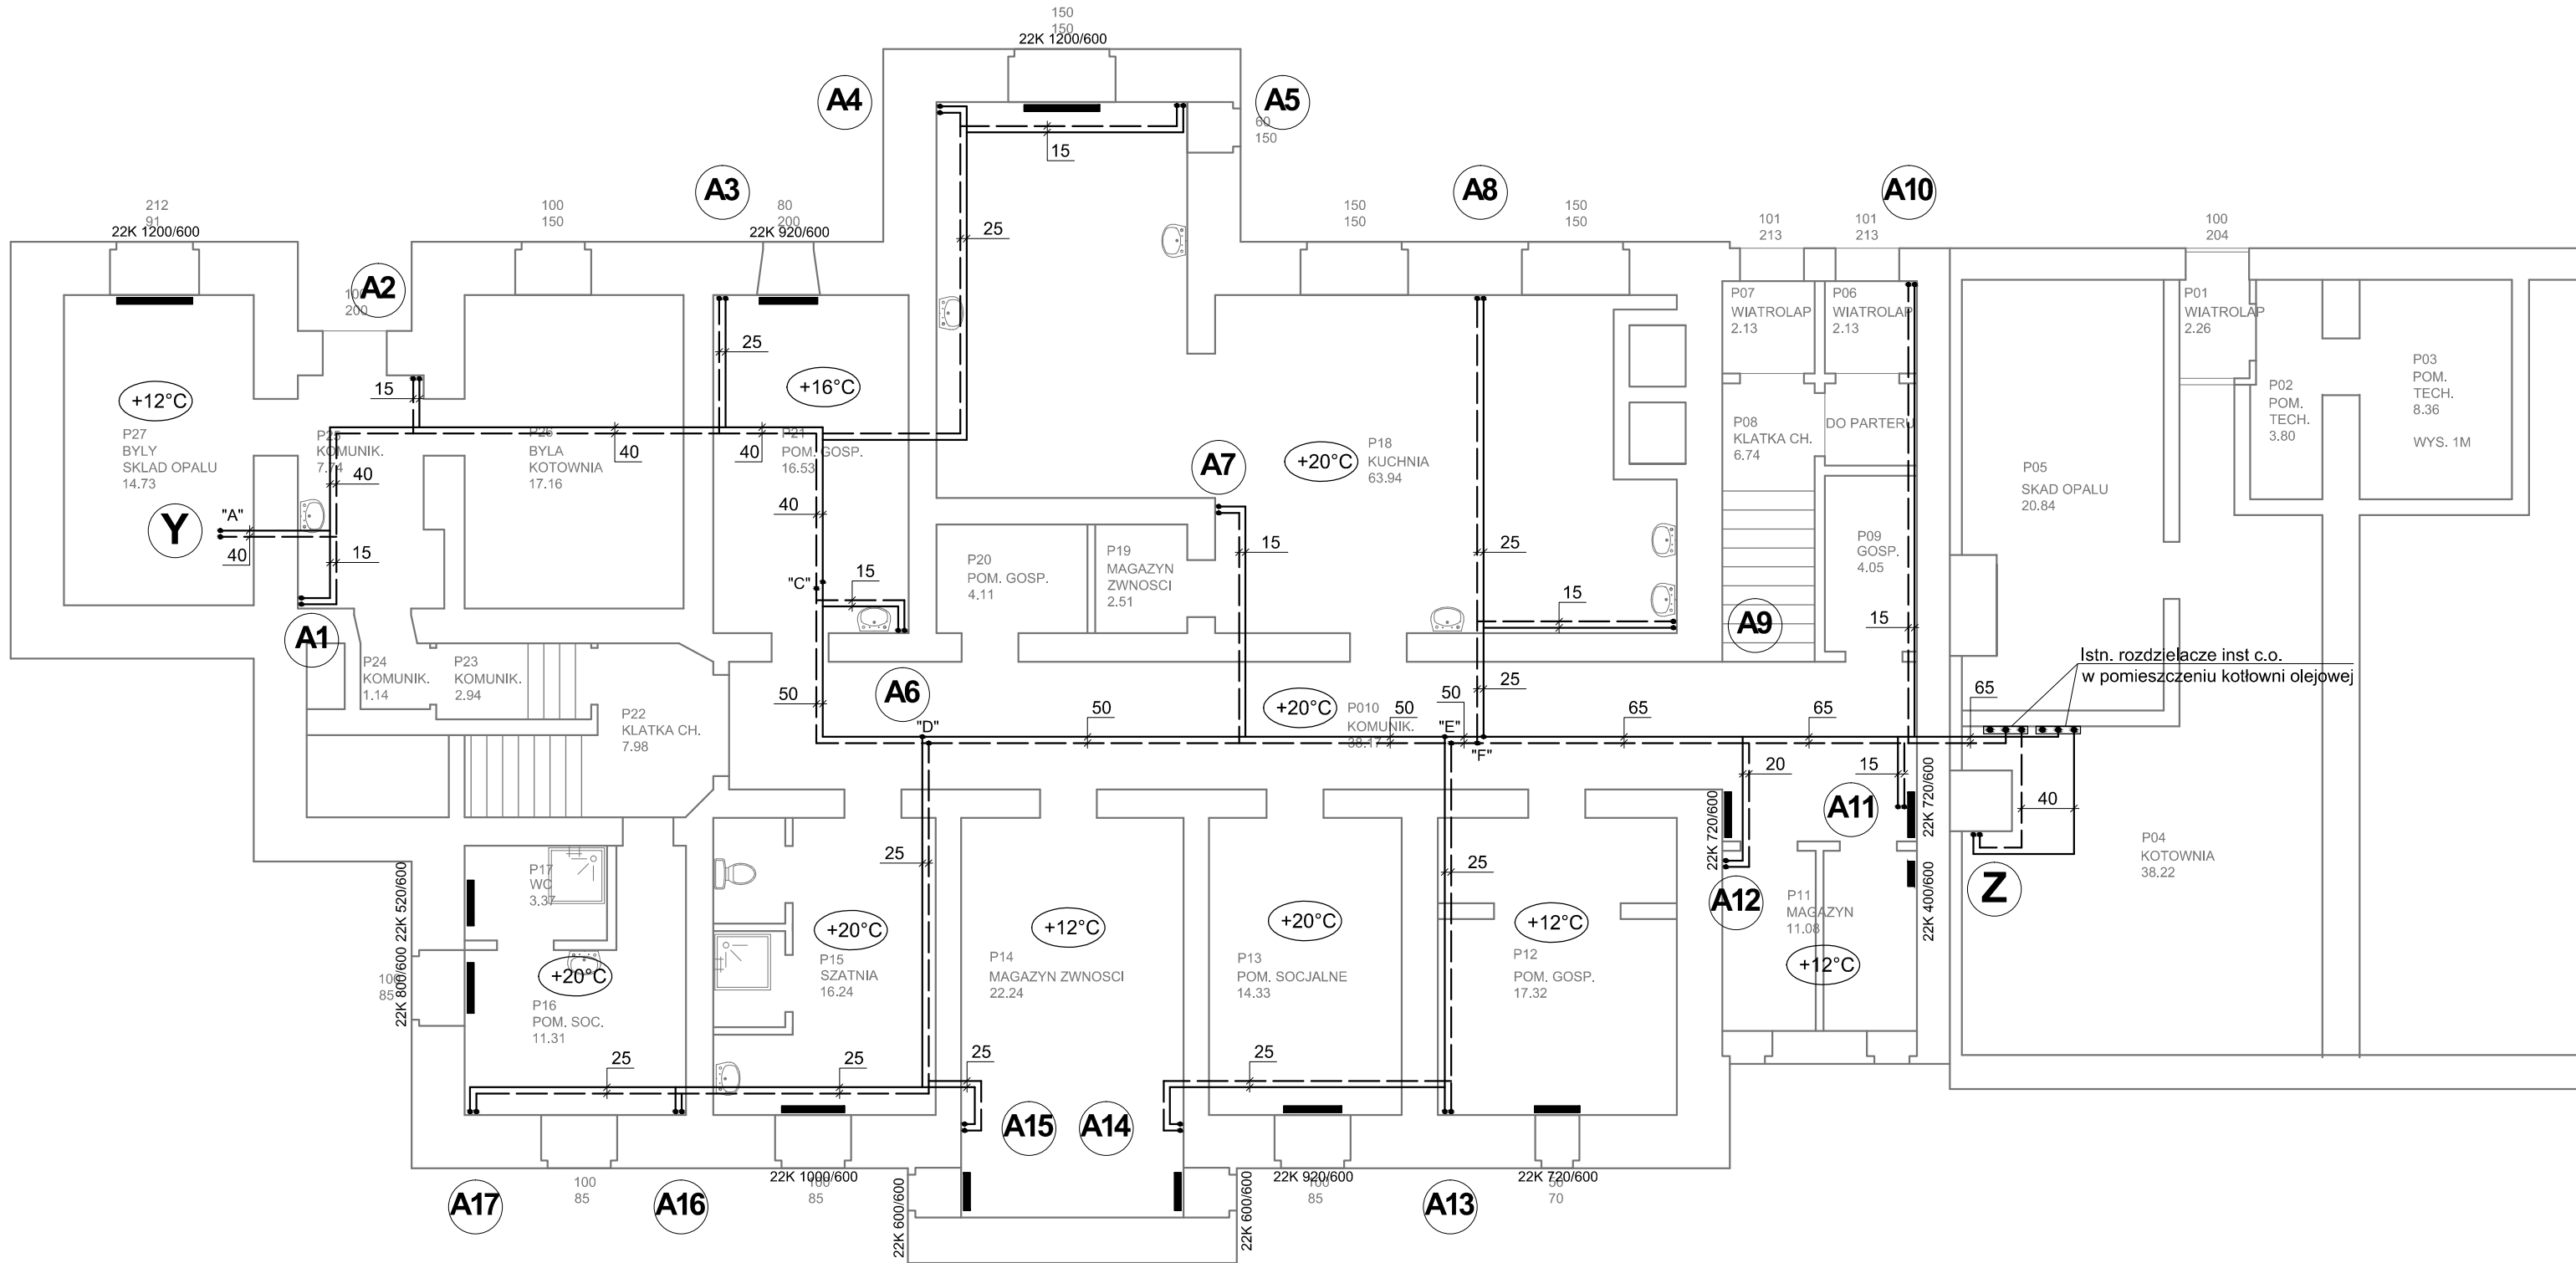 150
150
22K 1200/600
A4
A5
60
150
15
A3
A8
A10
212
91
22K 1200/600
100
150
80
200
22K 920/600
25
150
150
150
150
101
213
101
213
100
204
A2
100
200
P07
WIATROLAP
2.13
P06
WIATROLAP
2.13
P01
WIATROLAP
2.26
25
15
+12°C
+16°C
P27
BYLY
SKLAD OPALU
14.73
P25
KOMUNIK.
7.74
40
P26
BYLA
KOTOWNIA
17.16
40
40
P21
POM. GOSP.
16.53
A7
+20°C
P18
KUCHNIA
63.94
P08
KLATKA CH.
6.74
DO PARTERU
P02
POM.
TECH.
3.80
P03
POM.
TECH.
8.36
WYS. 1M
P05
SKAD OPALU
20.84
Y
"A"
40
15
40
"C"
15
P20
POM. GOSP.
4.11
P19
MAGAZYN
ZWNOSCI
2.51
15
25
15
P09
GOSP.
4.05
15
A1
A9
P24
KOMUNIK.
1.14
P23
KOMUNIK.
2.94
P22
KLATKA CH.
7.98
50
A6
"D"
50
+20°C
P010
KOMUNIK.
38.17
50
50
"E"
25
"F"
65
65
65
Istn. rozdzielacze inst c.o.
w pomieszczeniu kotłowni olejowej
20
15
22K 720/600
A11
22K 720/600
40
22K 400/600
A12
Z
P04
KOTOWNIA
38.22
25
25
P17
WC
3.37
22K 520/600
22K 800/600
100
85
+20°C
P16
POM. SOC.
11.31
+20°C
P15
SZATNIA
16.24
+12°C
P14
MAGAZYN ZWNOSCI
22.24
+20°C
P13
POM. SOCJALNE
14.33
+12°C
P12
POM. GOSP.
17.32
P11
MAGAZYN
11.08
+12°C
25
25
25
25
A15
A14
A17
100
85
A16
22K 1000/600
100
85
22K 600/600
22K 600/600
22K 920/600
100
85
A13
22K 720/600
70